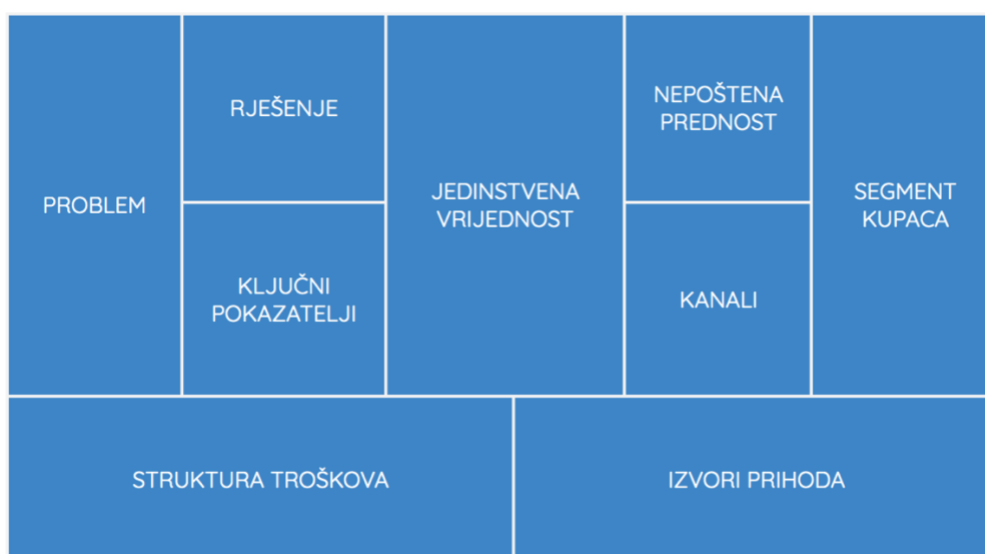 PROBLEM
RJEŠENJE
KLJUČNI
POKAZATELJI
JEDINSTVENA
VRIJEDNOST
NEPOŠTENA
PREDNOST
KANALI
SEGMENT
KUPACA
STRUKTURA TROŠKOVA
IZVORI PRIHODA